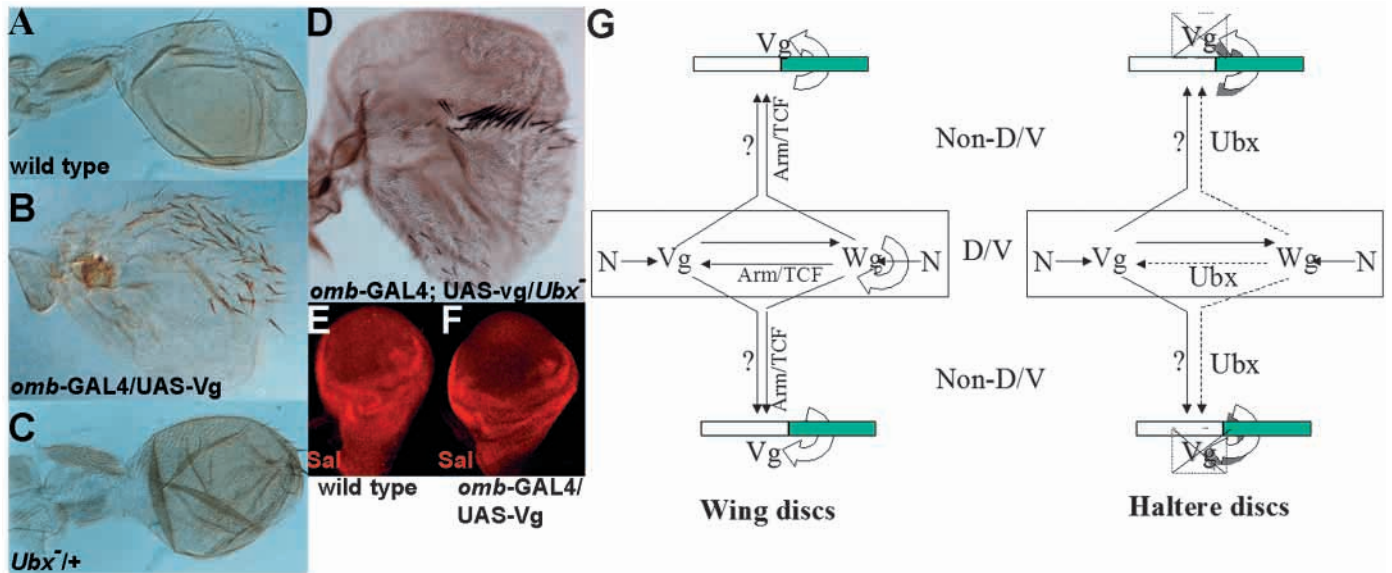 A
wild type
B
omb-GAL4/UAS-Vg
C
Ubx⁻/+
D
omb-GAL4; UAS-vg/Ubx⁻
E
Sal
wild type
F
Sal
omb-GAL4/
UAS-Vg
G
Vg
? Arm/TCF
N Vg Wg N
Arm/TCF
? Arm/TCF
Vg
Wing discs
Non-D/V
D/V
Non-D/V
Vg
? Ubx
N Vg Wg N
Ubx
? Ubx
Vg
Haltere discs